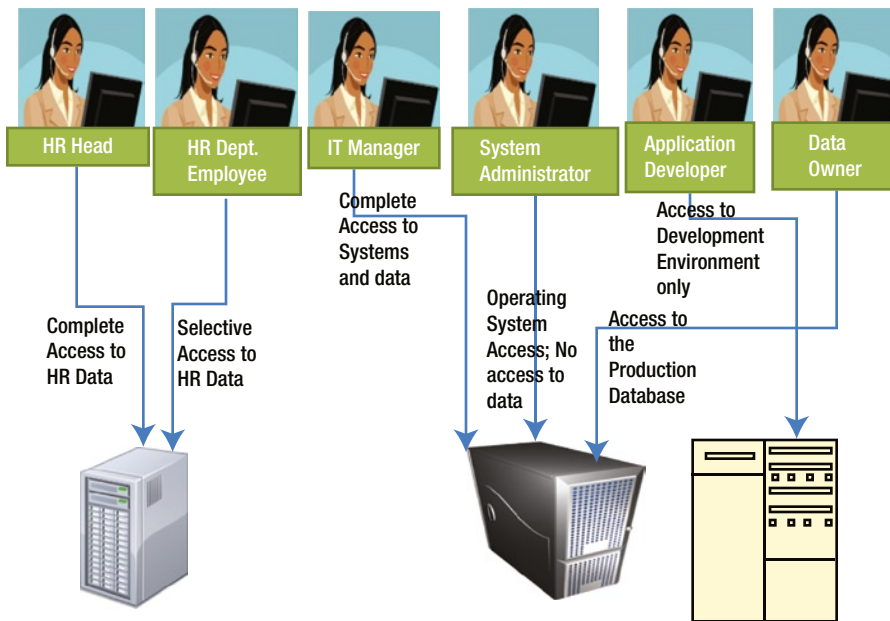 HR Head
HR Dept.
Employee
IT Manager
System
Administrator
Application
Developer
Data
Owner
Complete
Access to
HR Data
Selective
Access to
HR Data
Complete
Access to
Systems
and data
Operating
System
Access; No
access to
data
Access to
the
Production
Database
Access to
Development
Environment
only